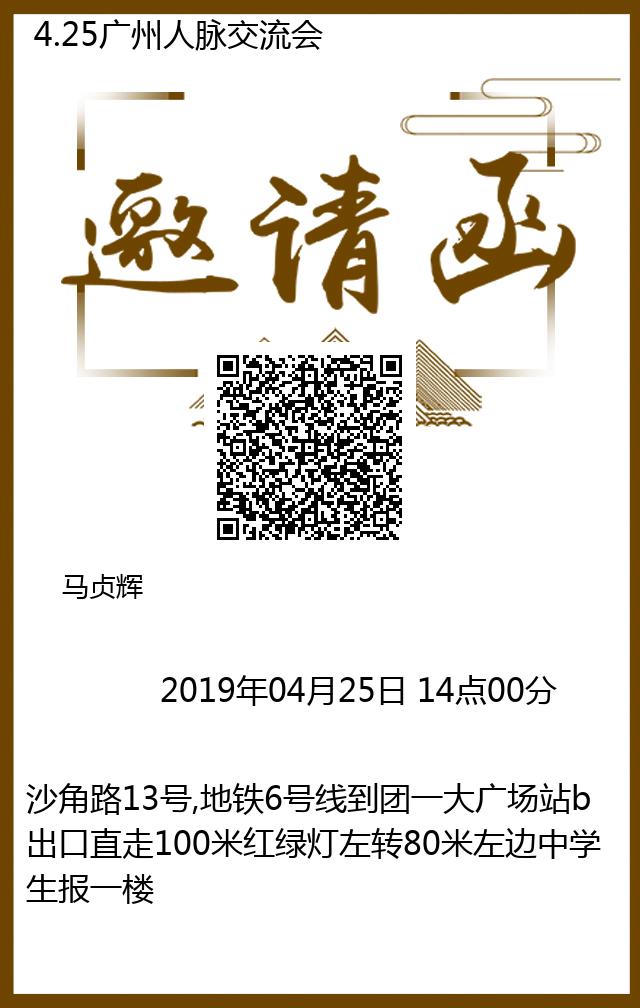 4.25广州人脉交流会
邀请函
马贞辉
2019年04月25日 14点00分
沙角路13号,地铁6号线到团一大广场站b
出口直走100米红绿灯左转80米左边中学
生报一楼